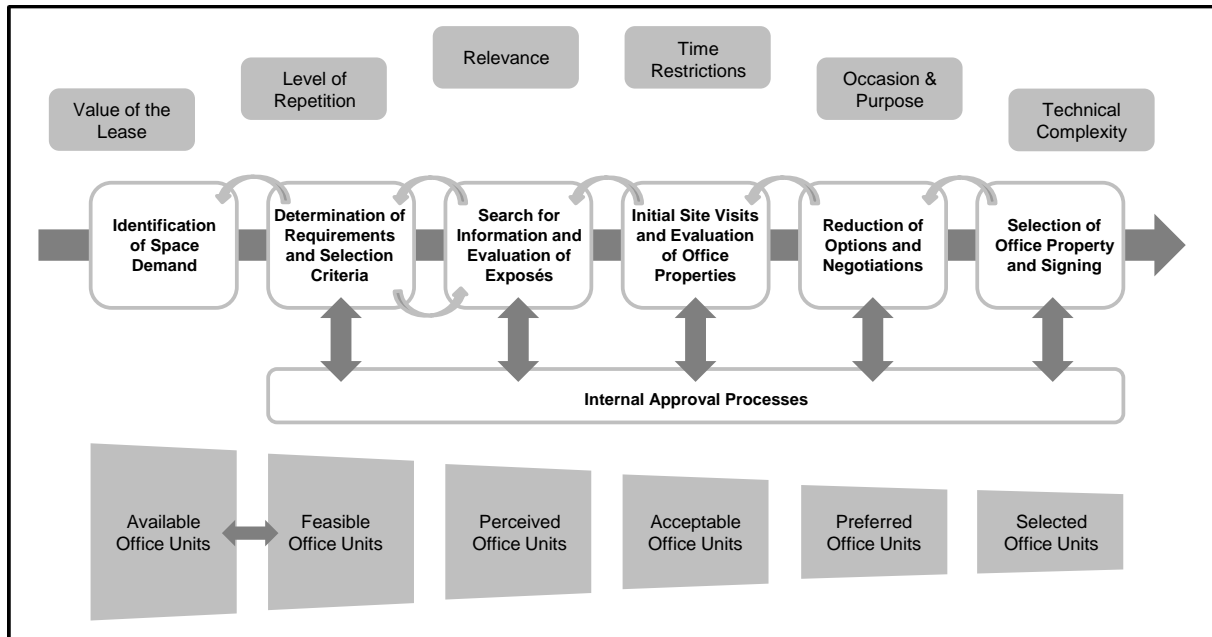 Value of the
Lease
Level of
Repetition
Relevance
Time
Restrictions
Occasion &
Purpose
Technical
Complexity
Identification
of Space
Demand
Determination of
Requirements
and Selection
Criteria
Search for
Information and
Evaluation of
Exposés
Initial Site Visits
and Evaluation
of Office
Properties
Reduction of
Options and
Negotiations
Selection of
Office Property
and Signing
Internal Approval Processes
Available
Office Units
Feasible
Office Units
Perceived
Office Units
Acceptable
Office Units
Preferred
Office Units
Selected
Office Units